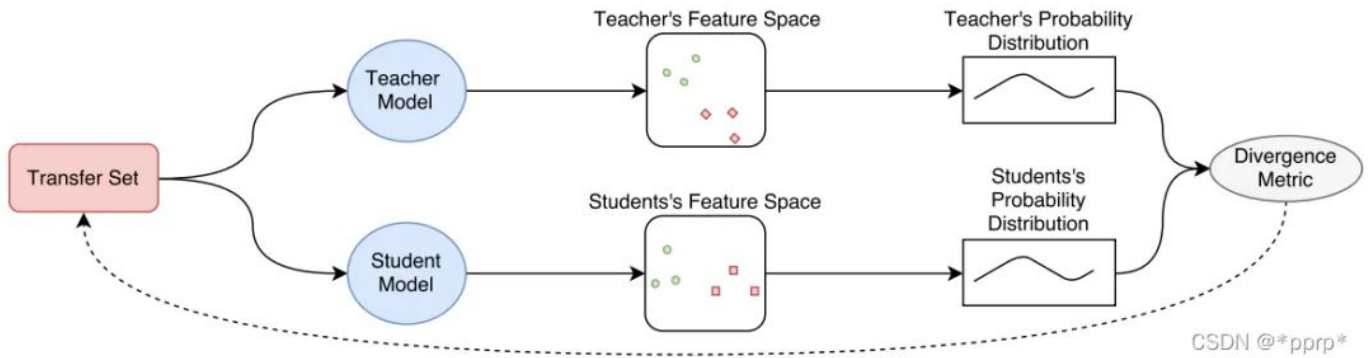 Teacher's Feature Space
Teacher's Probability
Distribution
Teacher
Model
Transfer Set
Divergence
Metric
Students's Feature Space
Students's
Probability
Distribution
Student
Model
CSDN @*pprp*